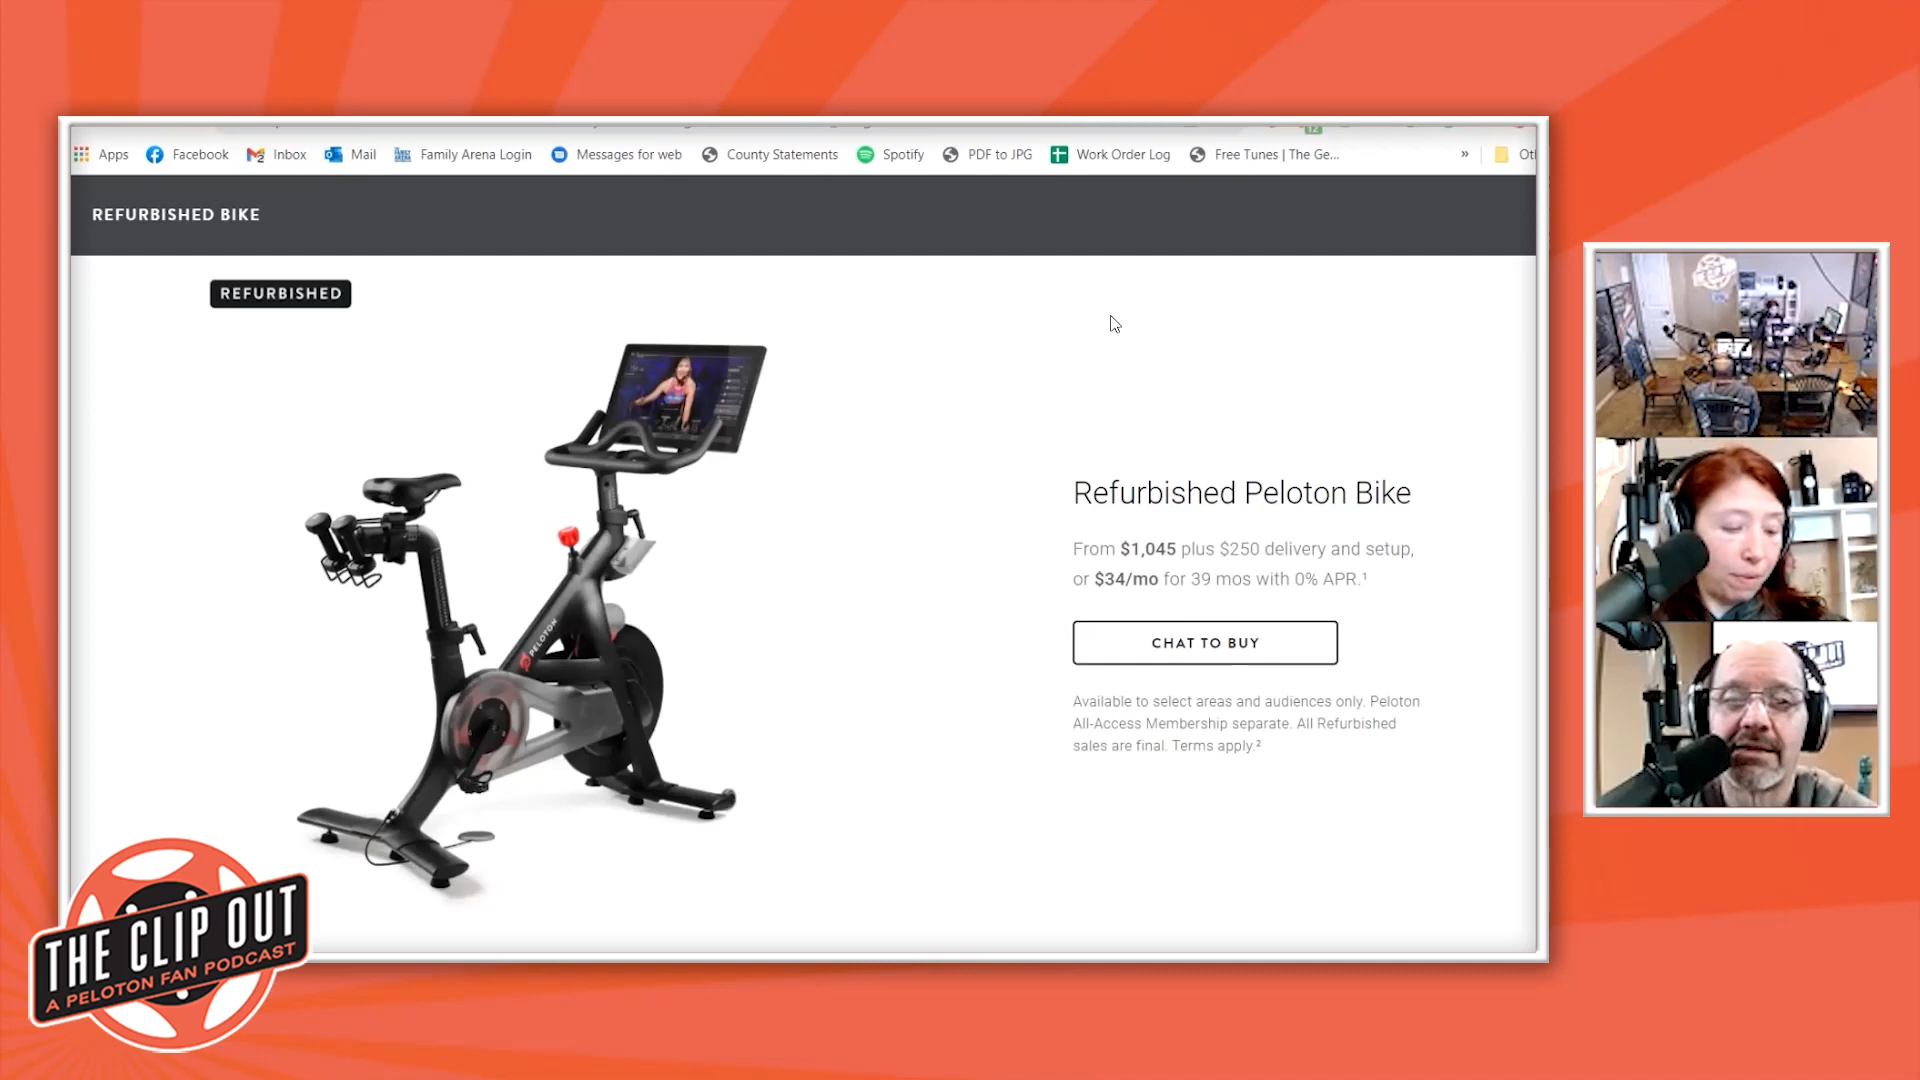 Apps Facebook Inbox Mail Family Arena Login Messages for web County Statements Spotify PDF to JPG Work Order Log Free Tunes | The Ge... »
REFURBISHED BIKE
REFURBISHED
PELOTON
Refurbished Peloton Bike
From $1,045 plus $250 delivery and setup,
or $34/mo for 39 mos with 0% APR.¹
CHAT TO BUY
Available to select areas and audiences only. Peloton
All-Access Membership separate. All Refurbished
sales are final. Terms apply.²
THE CLIP OUT
A PELOTON FAN PODCAST